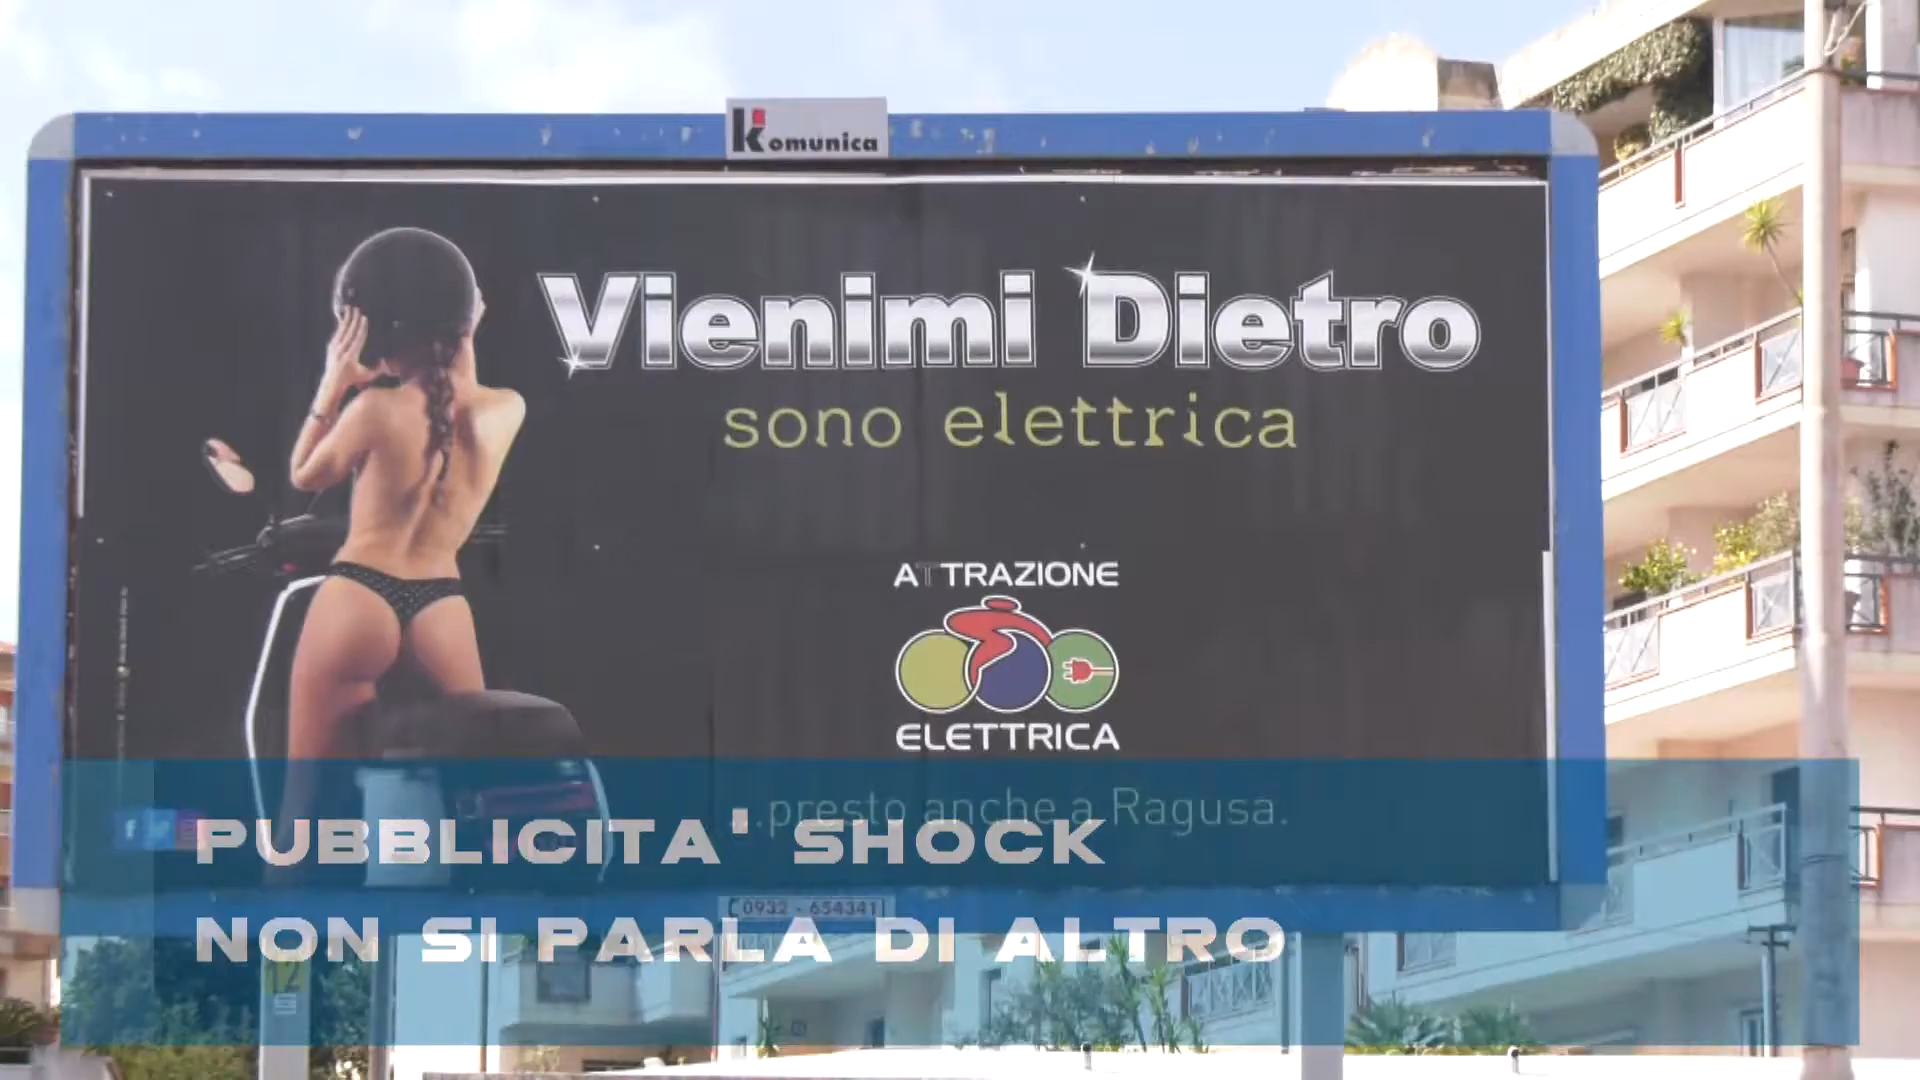 Komunica
Vienimi Dietro
sono elettrica
ATTRAZIONE
ELETTRICA
...presto anche a Ragusa.
PUBBLICITA' SHOCK
0932 - 654341
NON SI PARLA DI ALTRO
12